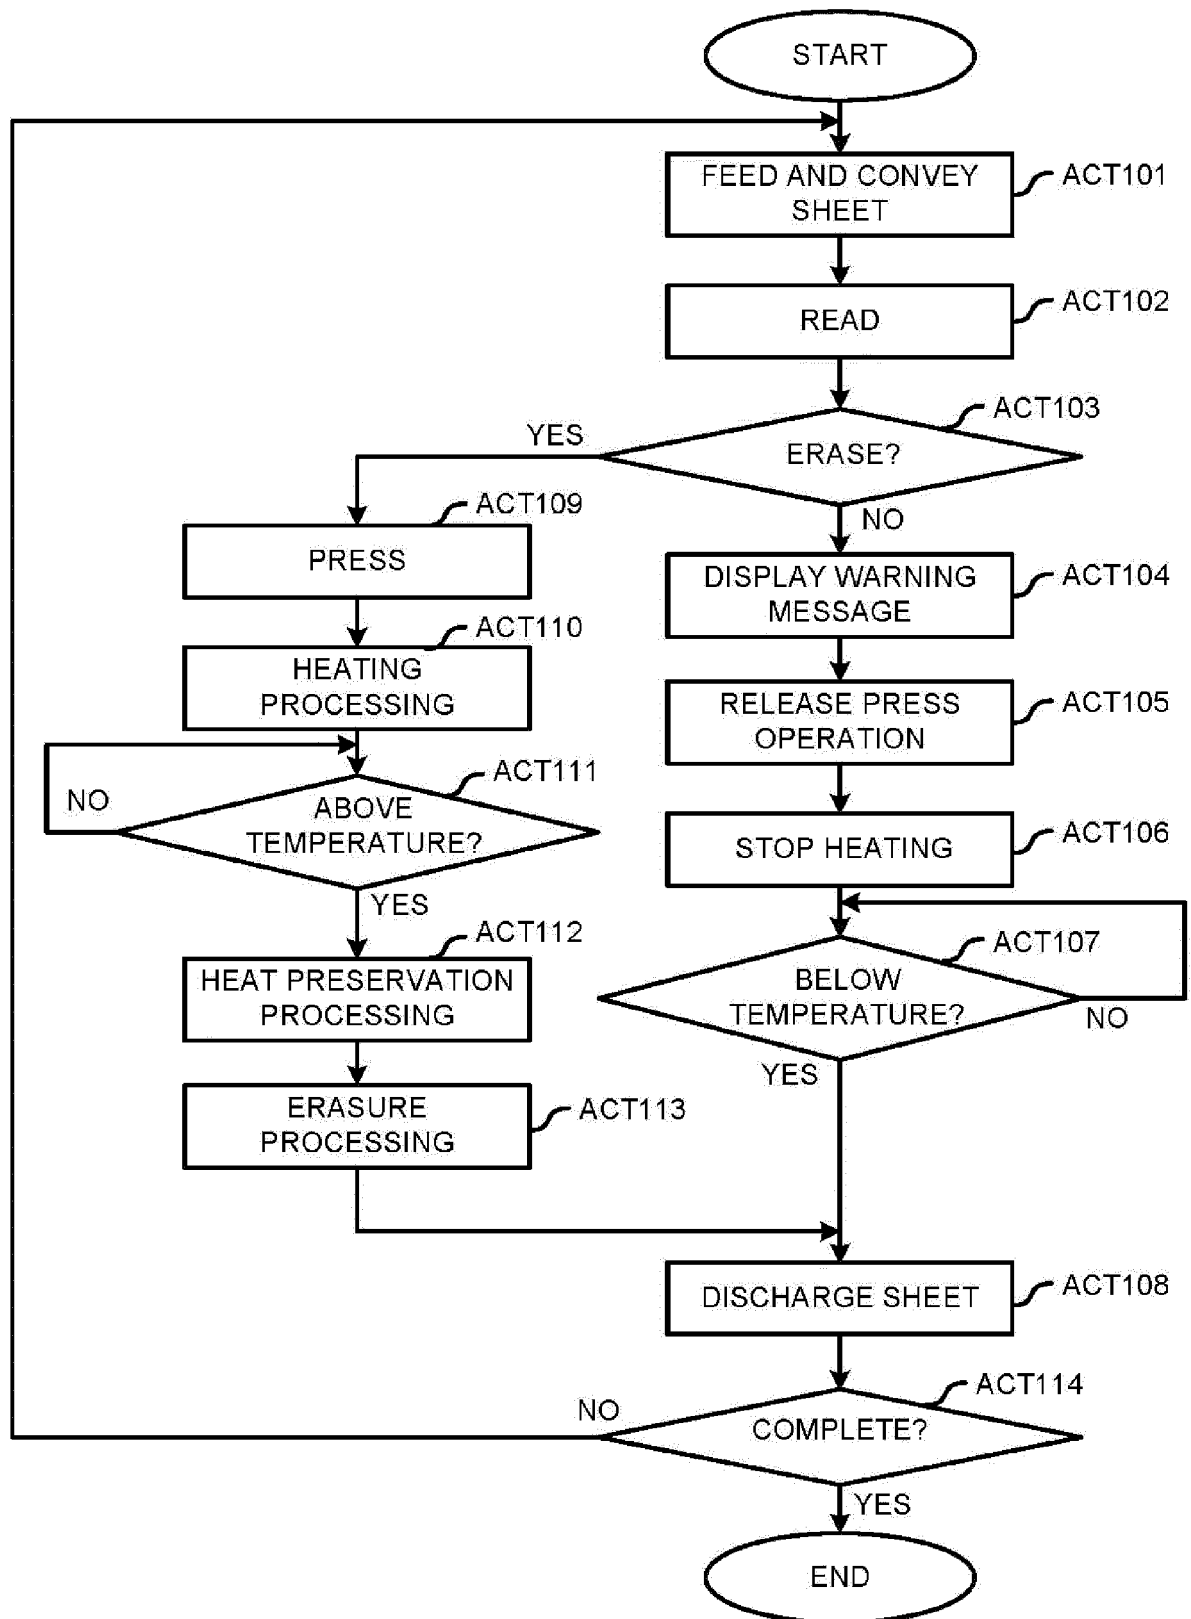 START
FEED AND CONVEY
SHEET
ACT101
READ
ACT102
ERASE?
ACT103
YES
NO
DISPLAY WARNING
MESSAGE
ACT104
RELEASE PRESS
OPERATION
ACT105
STOP HEATING
ACT106
BELOW
TEMPERATURE?
ACT107
NO
YES
PRESS
ACT109
HEATING
PROCESSING
ACT110
ABOVE
TEMPERATURE?
ACT111
NO
YES
HEAT PRESERVATION
PROCESSING
ACT112
ERASURE
PROCESSING
ACT113
DISCHARGE SHEET
ACT108
COMPLETE?
ACT114
NO
YES
END